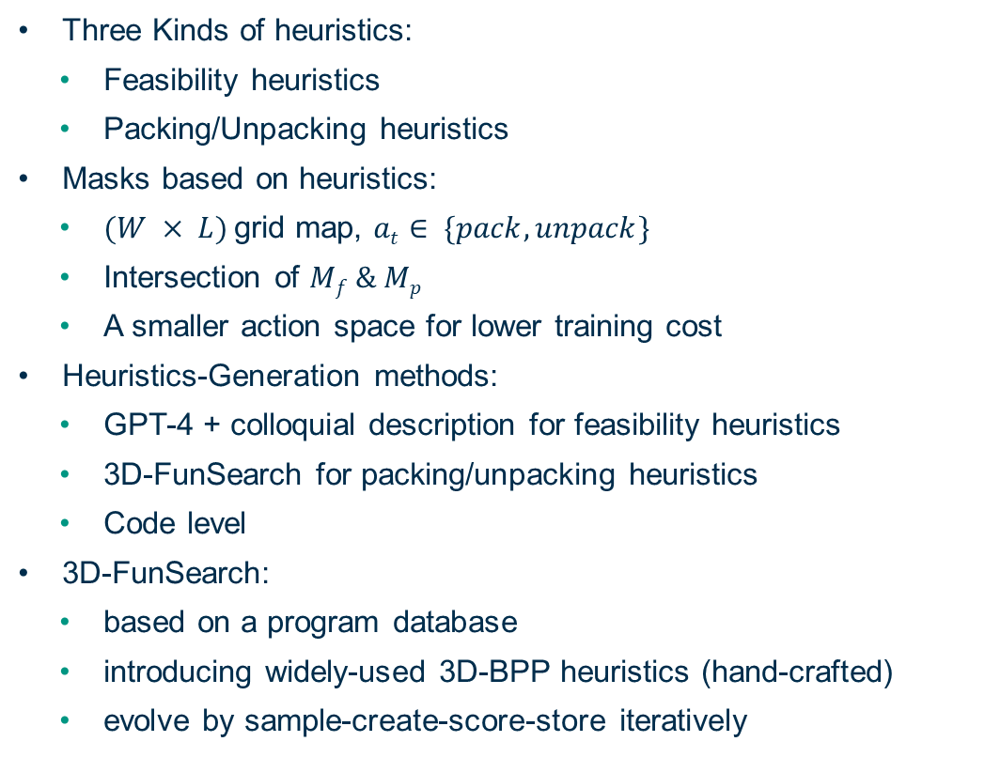 • Three Kinds of heuristics:
• Feasibility heuristics
• Packing/Unpacking heuristics
• Masks based on heuristics:
• (W × L) grid map, a_t ∈ {pack, unpack}
• Intersection of M_f & M_p
• A smaller action space for lower training cost
• Heuristics-Generation methods:
• GPT-4 + colloquial description for feasibility heuristics
• 3D-FunSearch for packing/unpacking heuristics
• Code level
• 3D-FunSearch:
• based on a program database
• introducing widely-used 3D-BPP heuristics (hand-crafted)
• evolve by sample-create-score-store iteratively